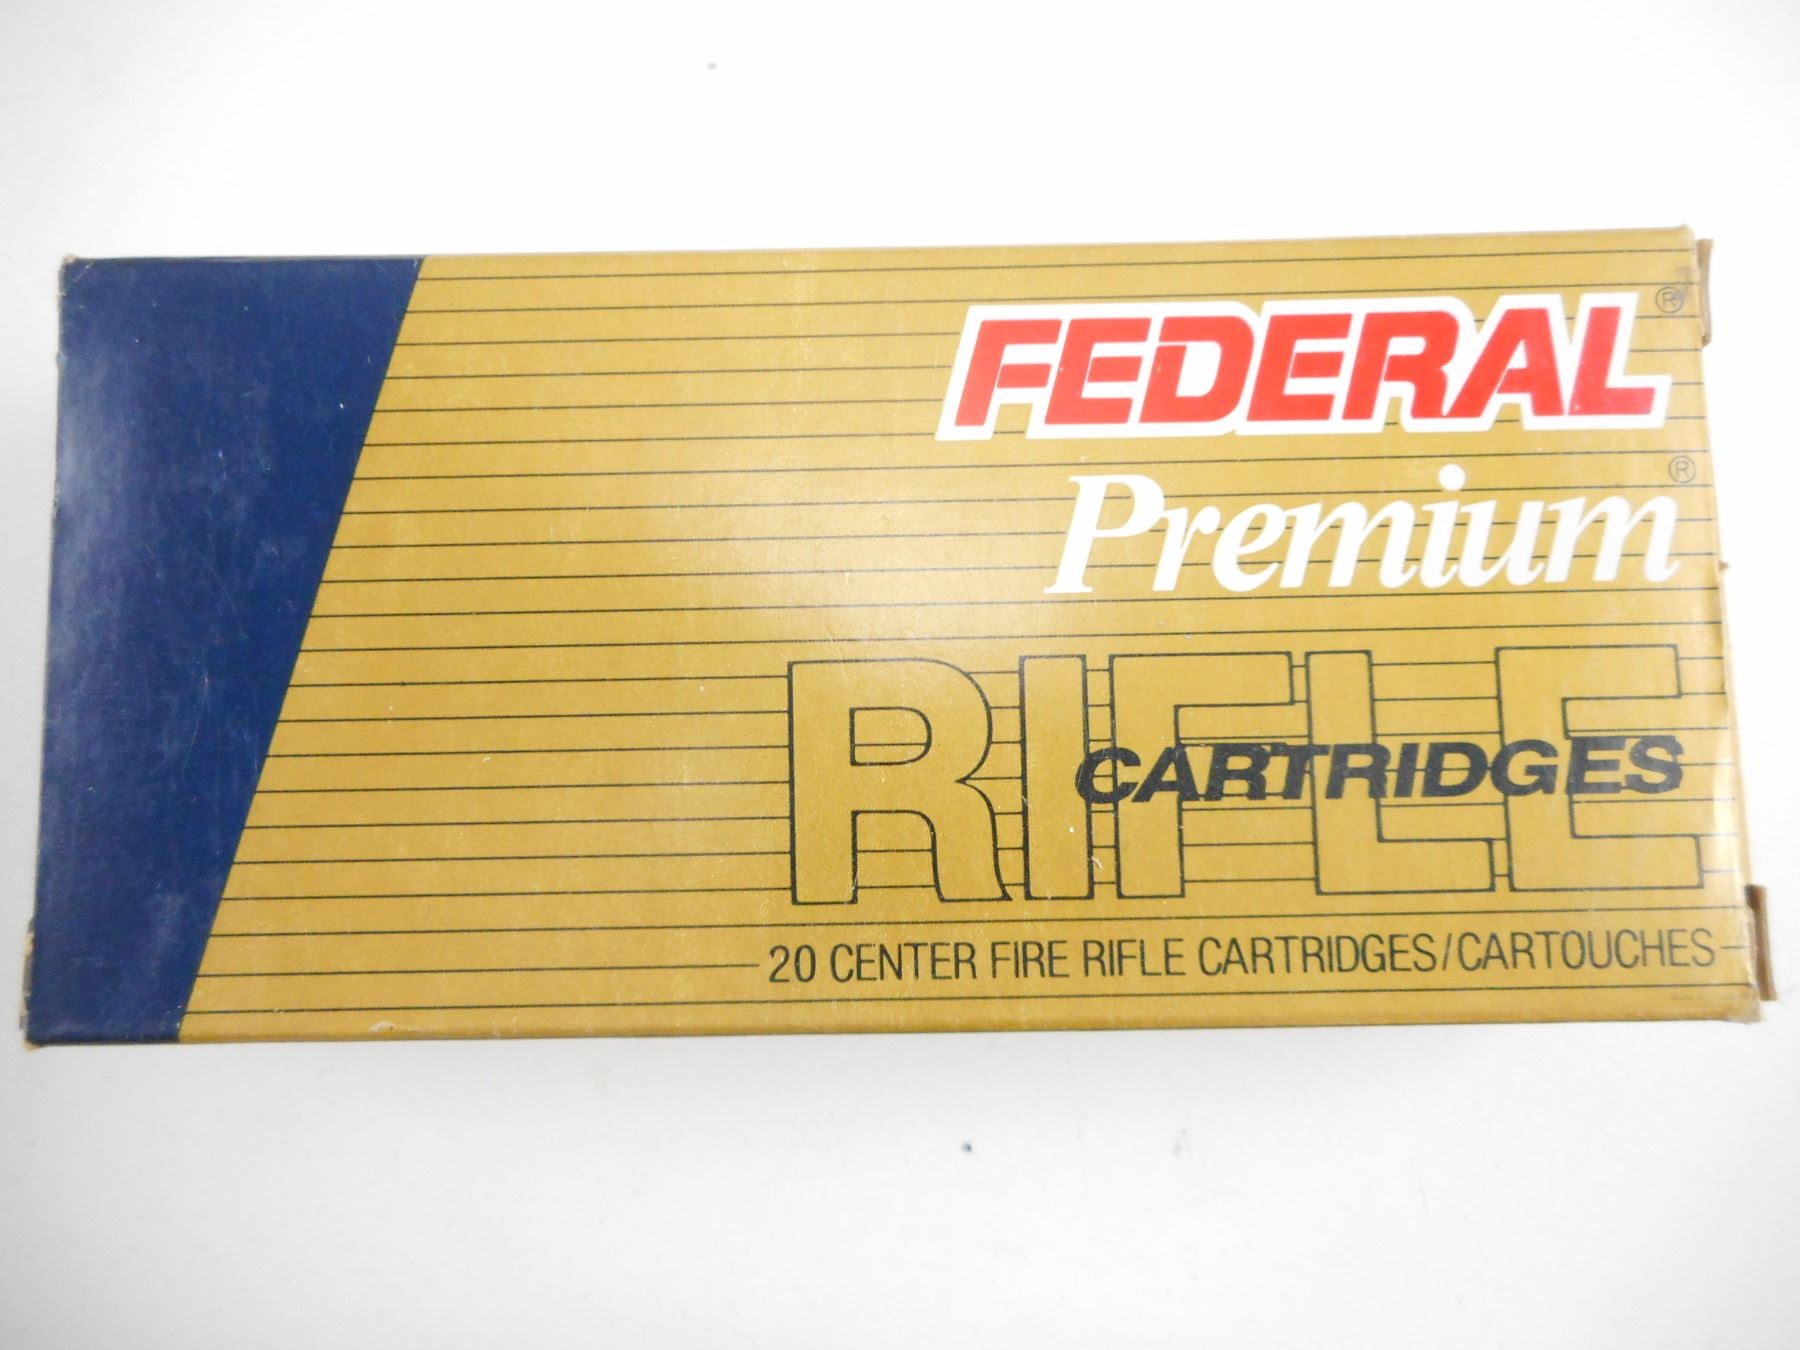 FEDERAL®
Premium®
RIFLE
CARTRIDGES
20 CENTER FIRE RIFLE CARTRIDGES/CARTOUCHES